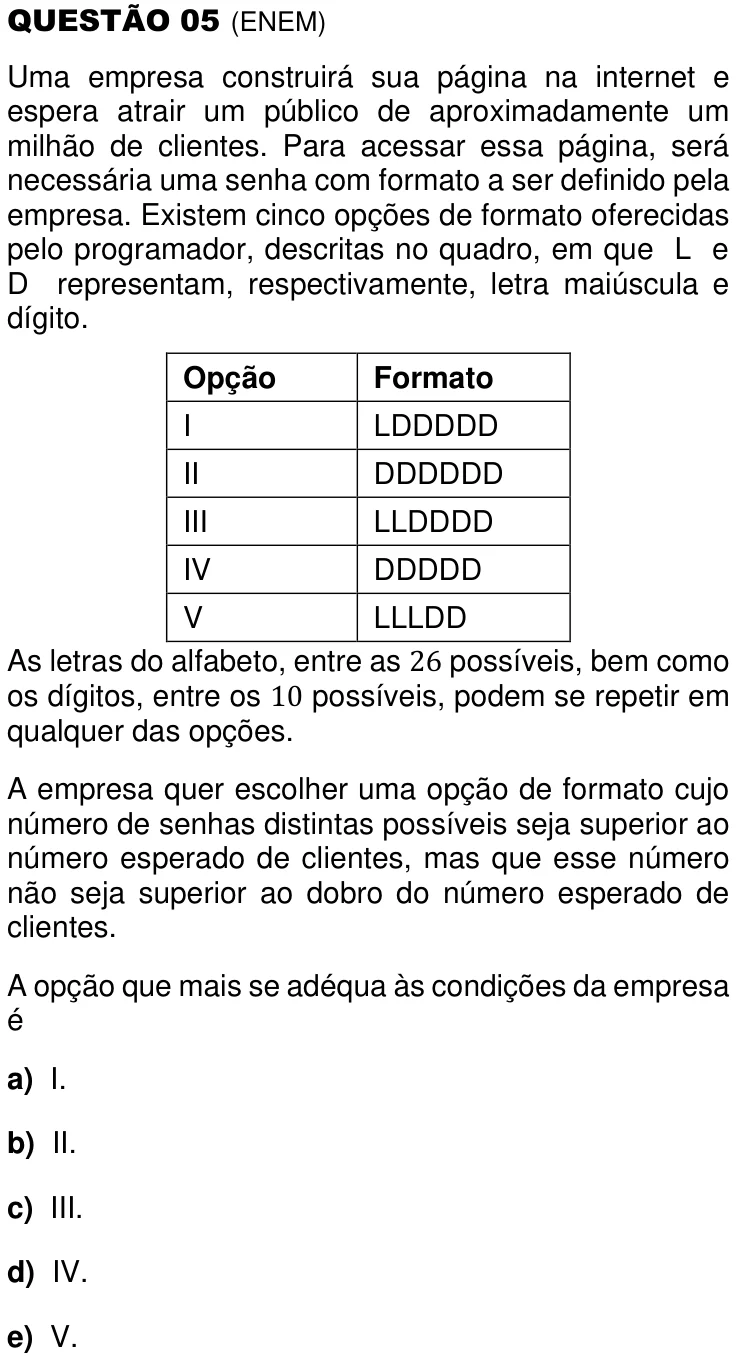 QUESTÃO 05 (ENEM)
Uma empresa construirá sua página na internet e
espera atrair um público de aproximadamente um
milhão de clientes. Para acessar essa página, será
necessária uma senha com formato a ser definido pela
empresa. Existem cinco opções de formato oferecidas
pelo programador, descritas no quadro, em que L e
D representam, respectivamente, letra maiúscula e
dígito.
Opção Formato
I LDDDDD
II DDDDDD
III LLDDDD
IV DDDDD
V LLLDD
As letras do alfabeto, entre as 26 possíveis, bem como
os dígitos, entre os 10 possíveis, podem se repetir em
qualquer das opções.
A empresa quer escolher uma opção de formato cujo
número de senhas distintas possíveis seja superior ao
número esperado de clientes, mas que esse número
não seja superior ao dobro do número esperado de
clientes.
A opção que mais se adéqua às condições da empresa
é
a) I.
b) II.
c) III.
d) IV.
e) V.